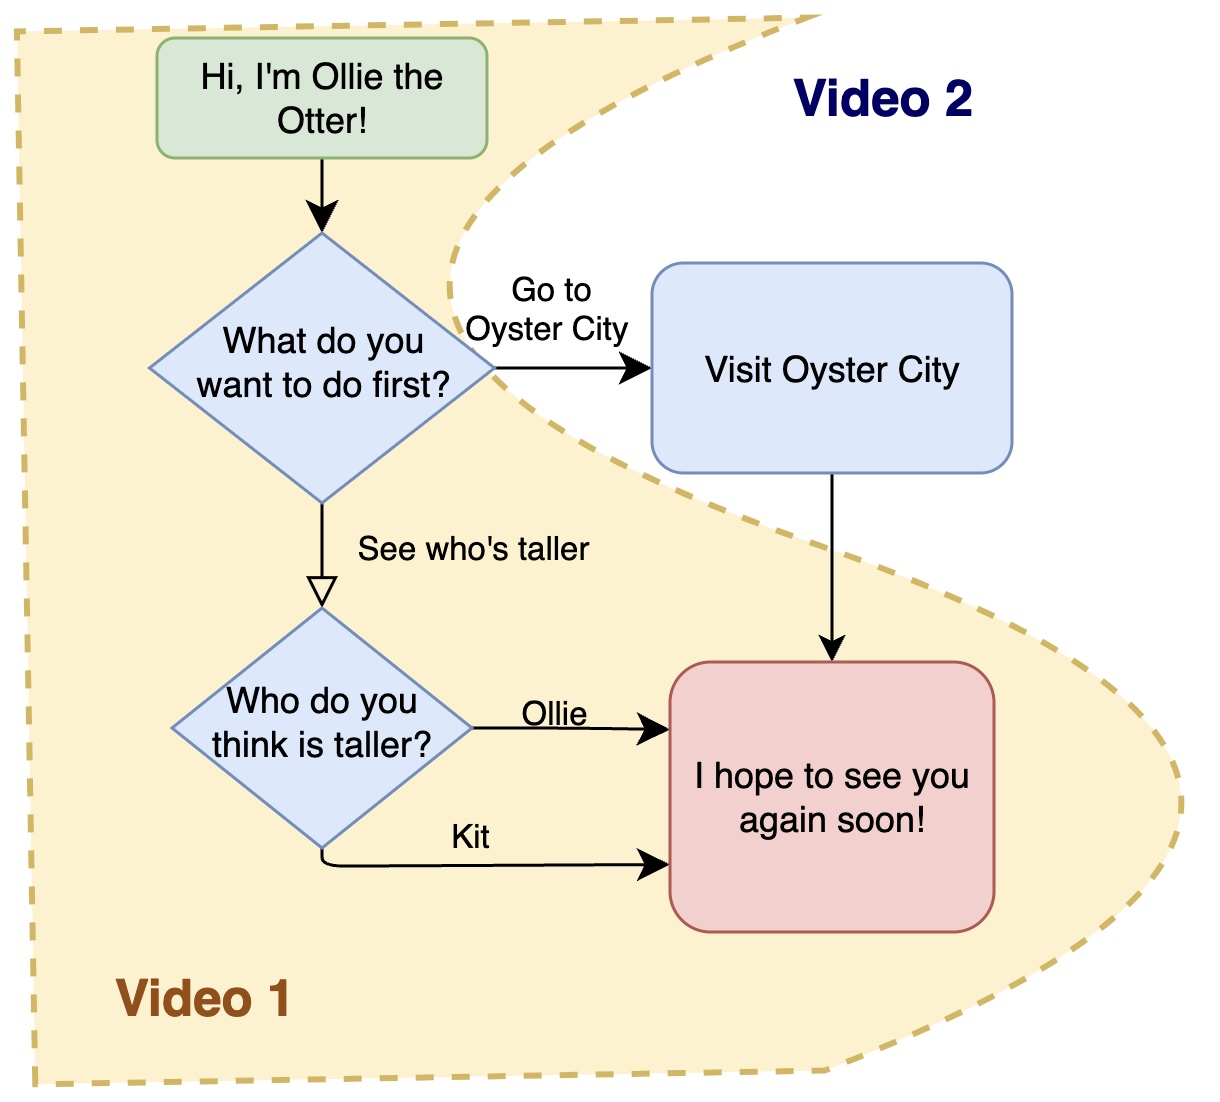 Hi, I'm Ollie the
Otter!
Video 2
What do you
want to do first?
Go to
Oyster City
Visit Oyster City
See who's taller
Who do you
think is taller?
Ollie
Kit
I hope to see you
again soon!
Video 1